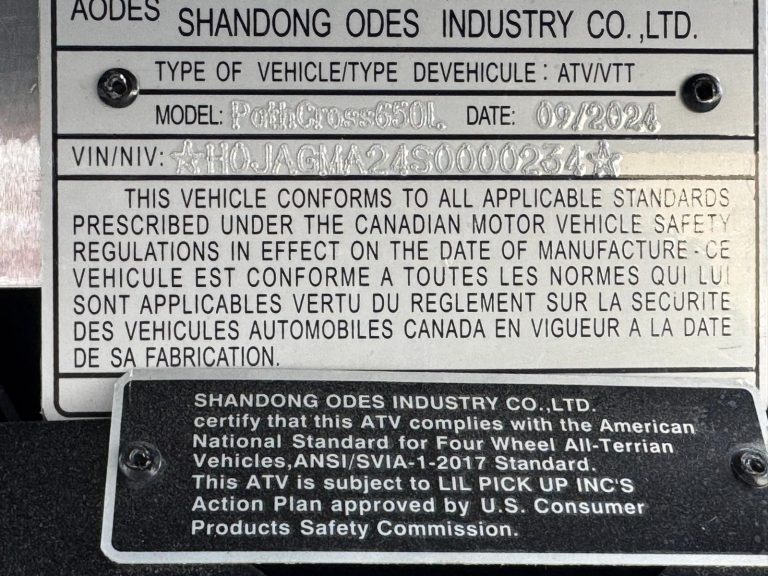 AODES SHANDONG ODES INDUSTRY CO.,LTD.
TYPE OF VEHICLE/TYPE DEVEHICULE : ATV/VTT
MODEL: PathCross650L DATE: 09/2024
VIN/NIV: ☆H0JAGMA24S0000234☆
THIS VEHICLE CONFORMS TO ALL APPLICABLE STANDARDS
PRESCRIBED UNDER THE CANADIAN MOTOR VEHICLE SAFETY
REGULATIONS IN EFFECT ON THE DATE OF MANUFACTURE - CE
VEHICULE EST CONFORME A TOUTES LES NORMES QUI LUI
SONT APPLICABLES VERTU DU REGLEMENT SUR LA SECURITE
DES VEHICULES AUTOMOBILES CANADA EN VIGUEUR A LA DATE
DE SA FABRICATION.
SHANDONG ODES INDUSTRY CO.,LTD.
certify that this ATV complies with the American
National Standard for Four Wheel All-Terrian
Vehicles,ANSI/SVIA-1-2017 Standard.
This ATV is subject to LIL PICK UP INC'S
Action Plan approved by U.S. Consumer
Products Safety Commission.